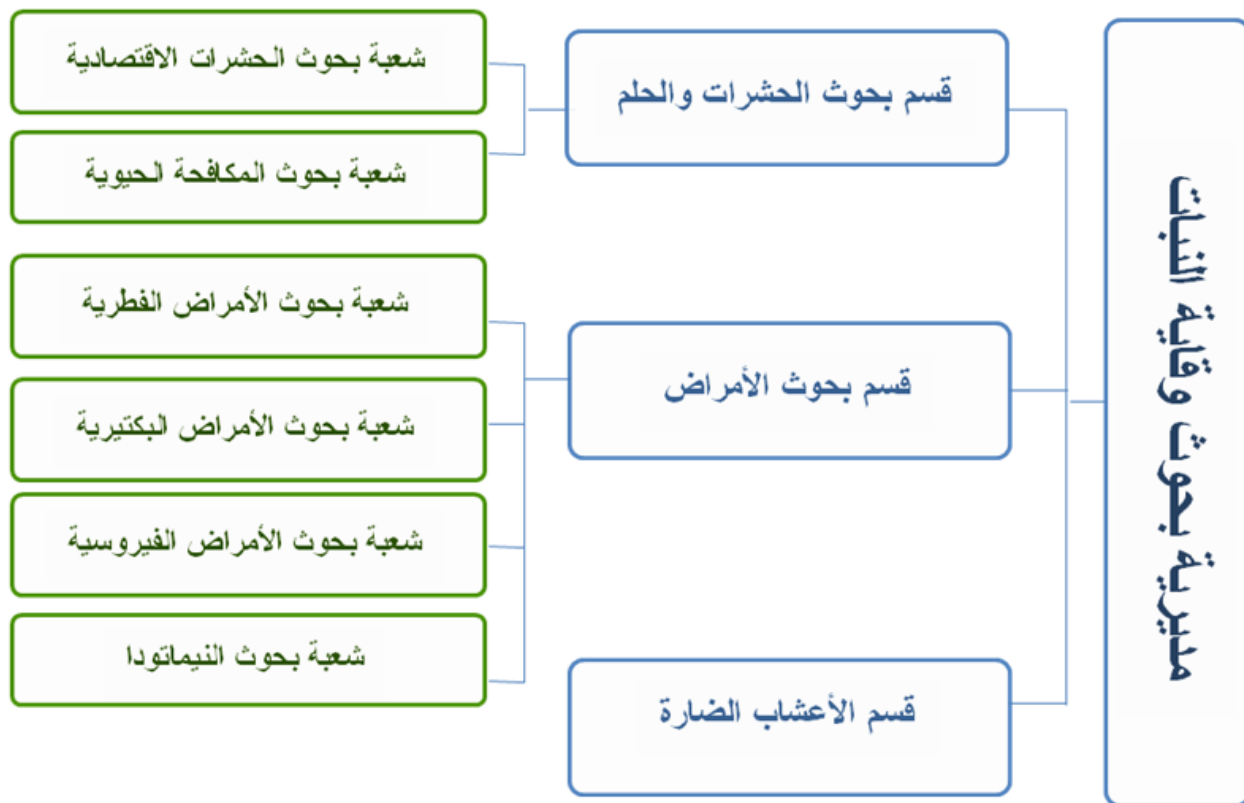 مديرية بحوث وقاية النبات
قسم بحوث الحشرات والحلم
شعبة بحوث الحشرات الاقتصادية
شعبة بحوث المكافحة الحيوية
قسم بحوث الأمراض
شعبة بحوث الأمراض الفطرية
شعبة بحوث الأمراض البكتيرية
شعبة بحوث الأمراض الفيروسية
شعبة بحوث النيماتودا
قسم الأعشاب الضارة